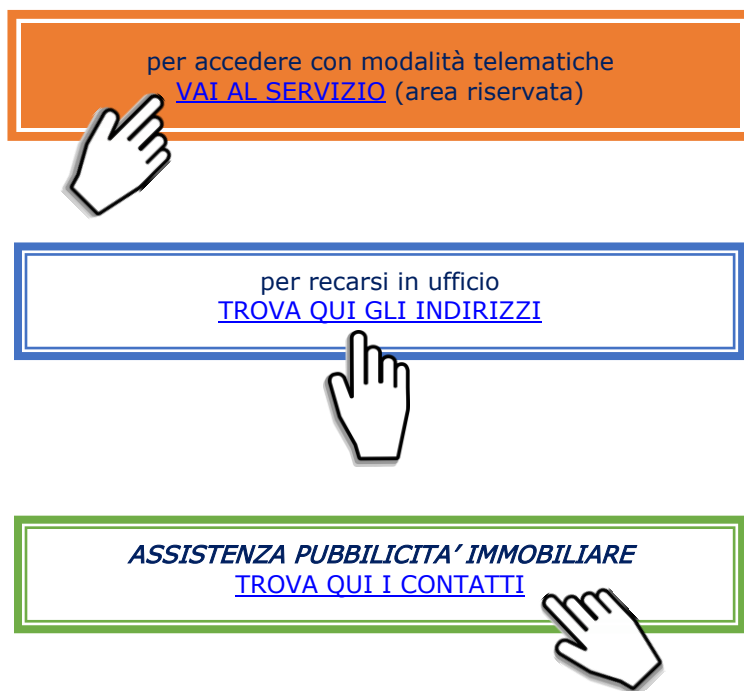 per accedere con modalità telematiche
VAI AL SERVIZIO (area riservata)
per recarsi in ufficio
TROVA QUI GLI INDIRIZZI
ASSISTENZA PUBBILICITA’ IMMOBILIARE
TROVA QUI I CONTATTI